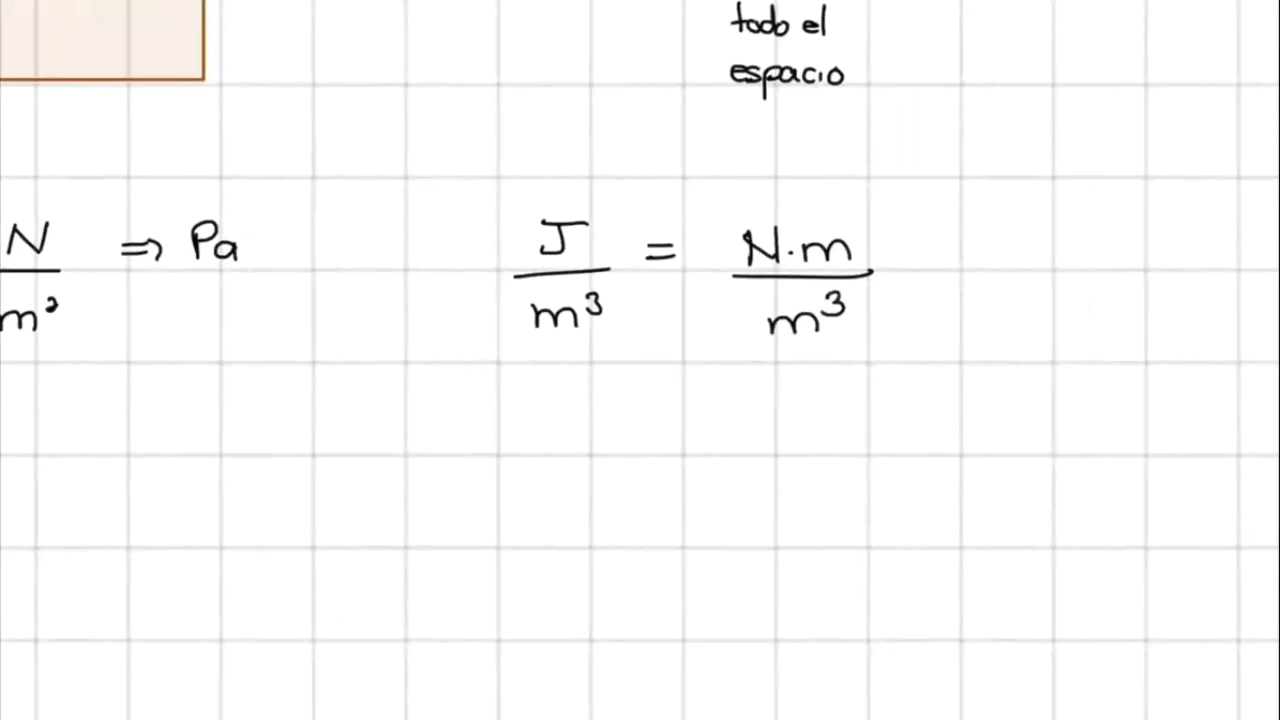 todo el
espacio
N/m² ⇒ Pa
J/m³ = N·m/m³